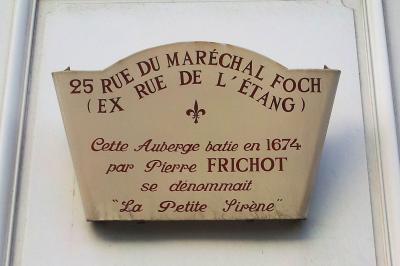 25 RUE DU MARÉCHAL FOCH
(EX RUE DE L'ÉTANG)
Cette Auberge batie en 1674
par Pierre FRICHOT
se dénommait
"La Petite Sirène"